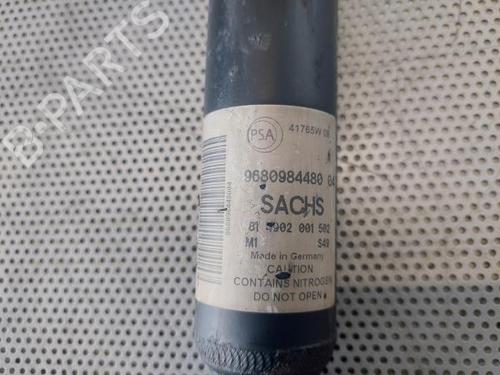 B-PARTS
PSA
41765W 08
9680984480 04
SACHS
81 4902 001 502
M1 S49
Made in Germany
CAUTION
CONTAINS NITROGEN
DO NOT OPEN